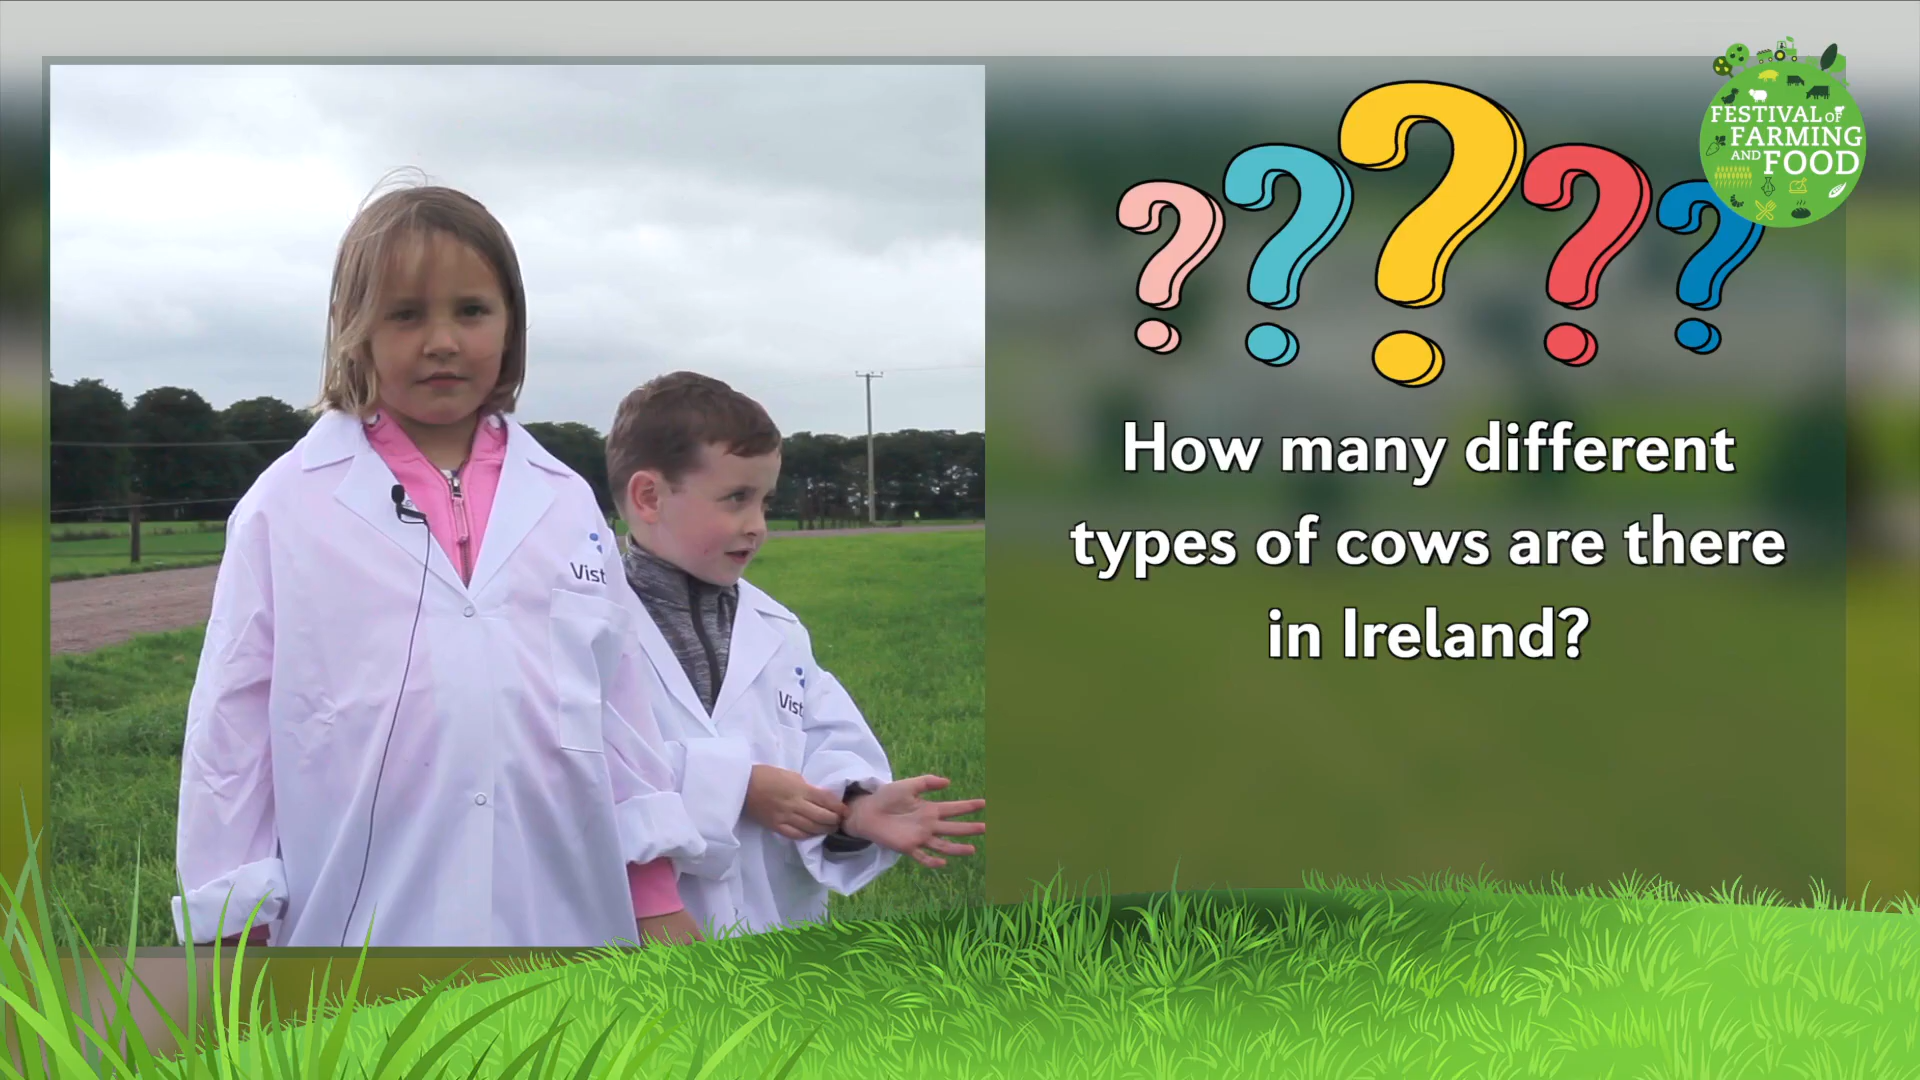 FESTIVAL OF
FARMING
AND FOOD
? ? ? ? ?
How many different
types of cows are there
in Ireland?
Vist
Vist